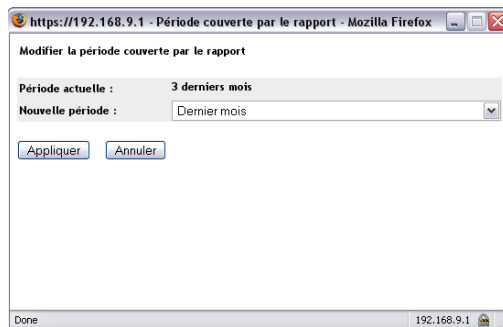 https://192.168.9.1 - Période couverte par le rapport - Mozilla Firefox
Modifier la période couverte par le rapport
Période actuelle : 3 derniers mois
Nouvelle période : Dernier mois
Appliquer Annuler
Done 192.168.9.1